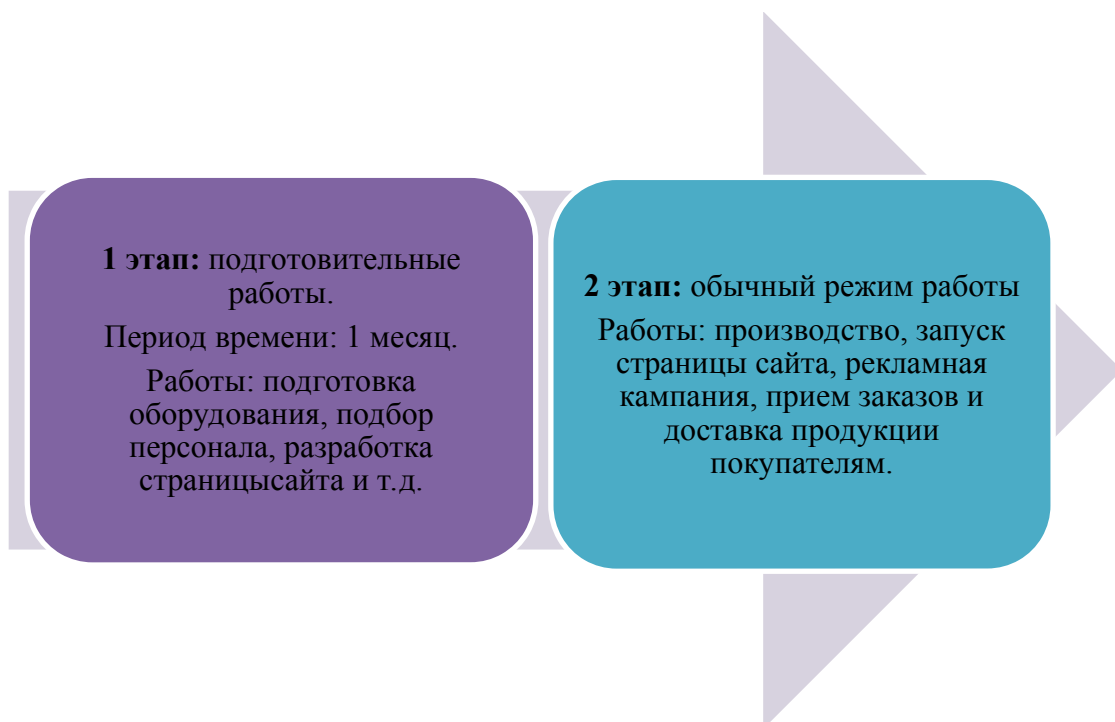 1 этап: подготовительные
работы.
Период времени: 1 месяц.
Работы: подготовка
оборудования, подбор
персонала, разработка
страницысайта и т.д.
2 этап: обычный режим работы
Работы: производство, запуск
страницы сайта, рекламная
кампания, прием заказов и
доставка продукции
покупателям.